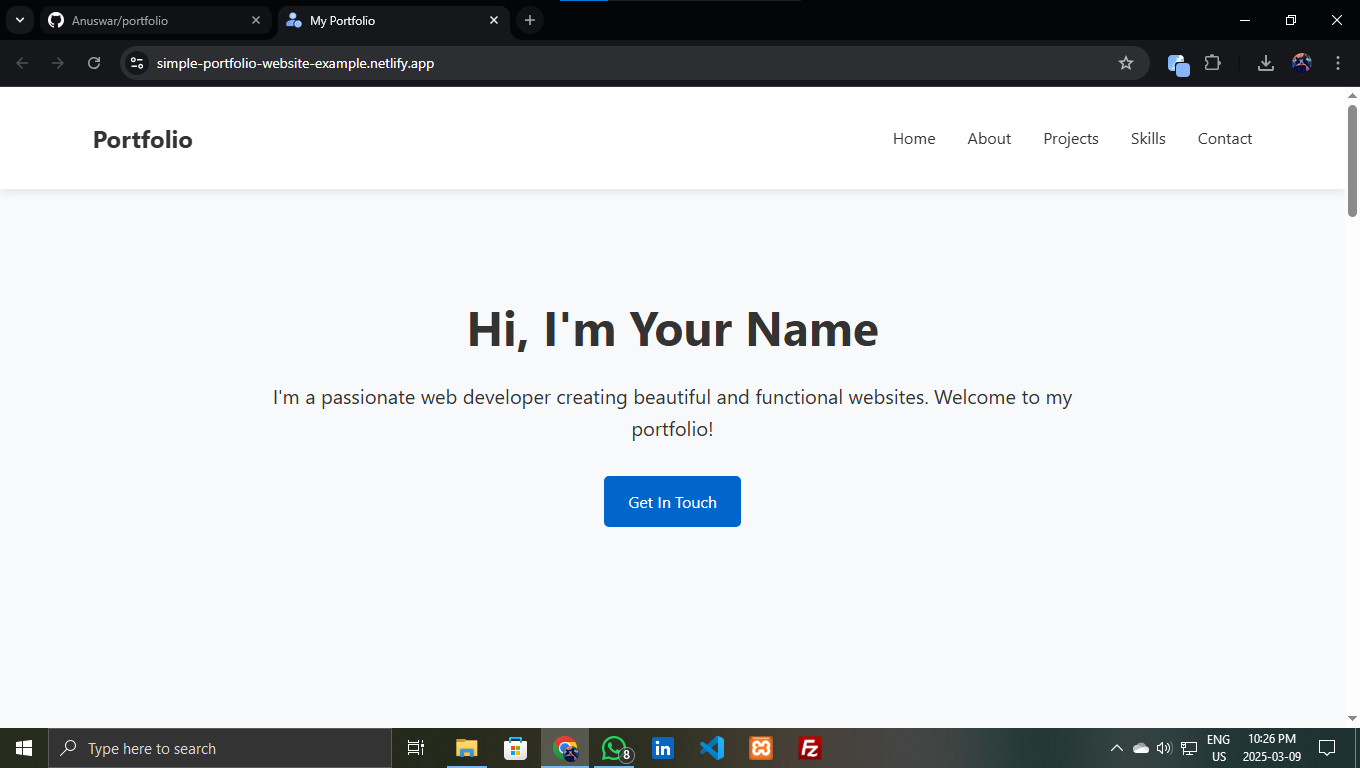 Anuswar/portfolio
My Portfolio
simple-portfolio-website-example.netlify.app
Portfolio
Home About Projects Skills Contact
Hi, I'm Your Name
I'm a passionate web developer creating beautiful and functional websites. Welcome to my
portfolio!
Get In Touch
Type here to search
8
in
Fz
ENG
US
10:26 PM
2025-03-09